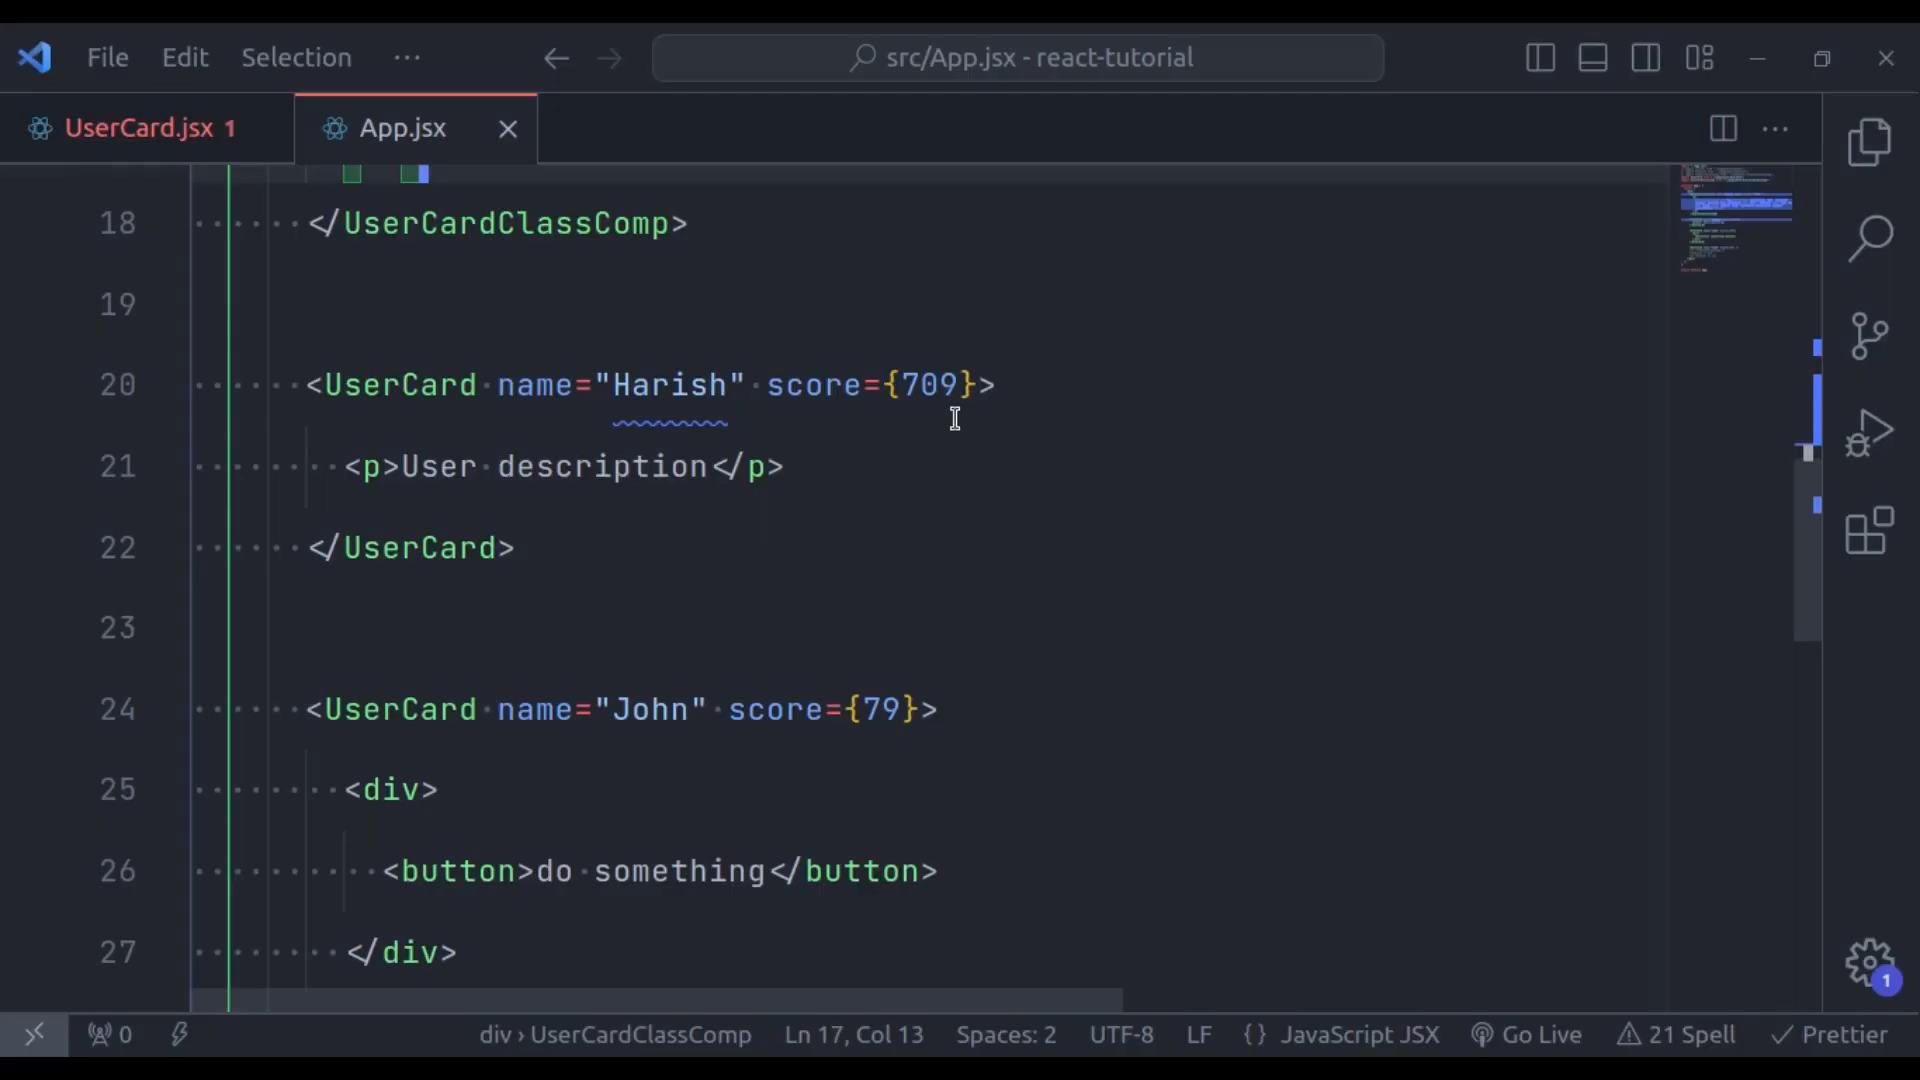 File Edit Selection ··· src/App.jsx - react-tutorial
UserCard.jsx 1 App.jsx
18 </UserCardClassComp>
19
20 <UserCard name="Harish" score={709}>
21 <p>User description</p>
22 </UserCard>
23
24 <UserCard name="John" score={79}>
25 <div>
26 <button>do something</button>
27 </div>
1
0 div › UserCardClassComp Ln 17, Col 13 Spaces: 2 UTF-8 LF {} JavaScript JSX Go Live 21 Spell Prettier